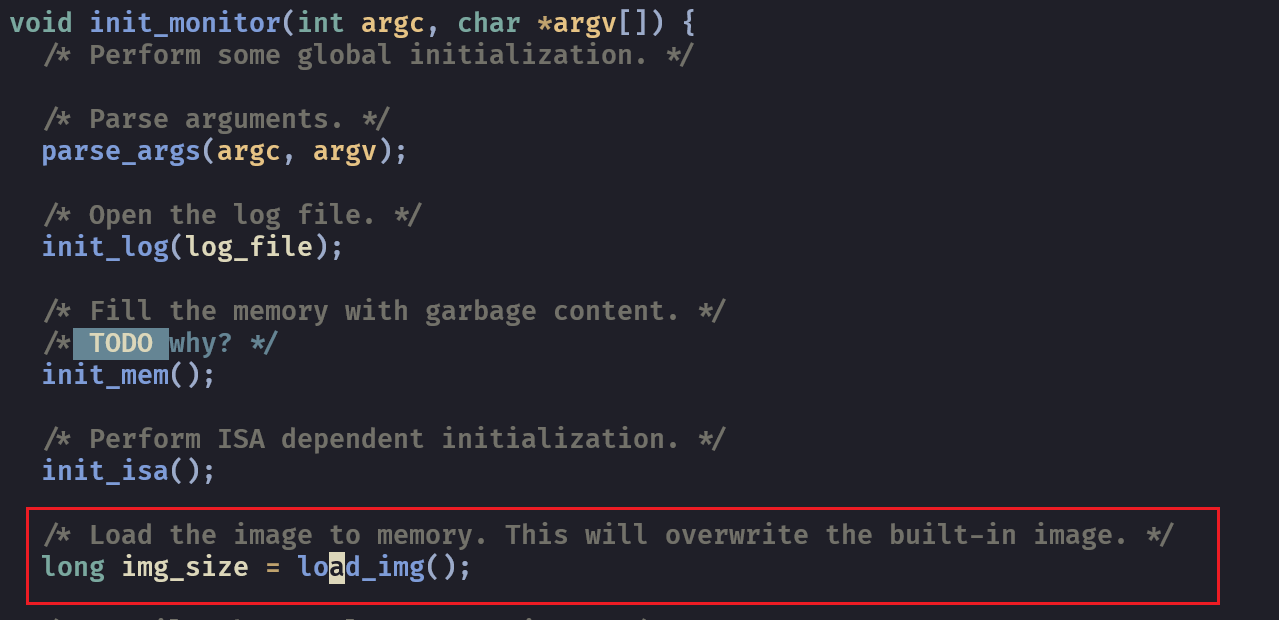 void init_monitor(int argc, char *argv[]) {
/* Perform some global initialization. */
/* Parse arguments. */
parse_args(argc, argv);
/* Open the log file. */
init_log(log_file);
/* Fill the memory with garbage content. */
/* TODO why? */
init_mem();
/* Perform ISA dependent initialization. */
init_isa();
/* Load the image to memory. This will overwrite the built-in image. */
long img_size = load_img();